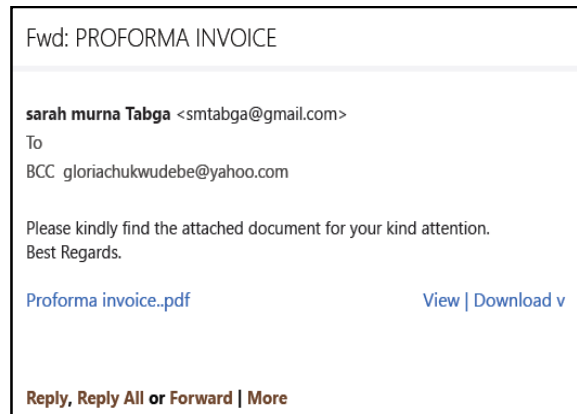 Fwd: PROFORMA INVOICE
sarah murna Tabga <smtabga@gmail.com>
To
BCC gloriachukwudebe@yahoo.com
Please kindly find the attached document for your kind attention.
Best Regards.
Proforma invoice..pdf View | Download v
Reply, Reply All or Forward | More